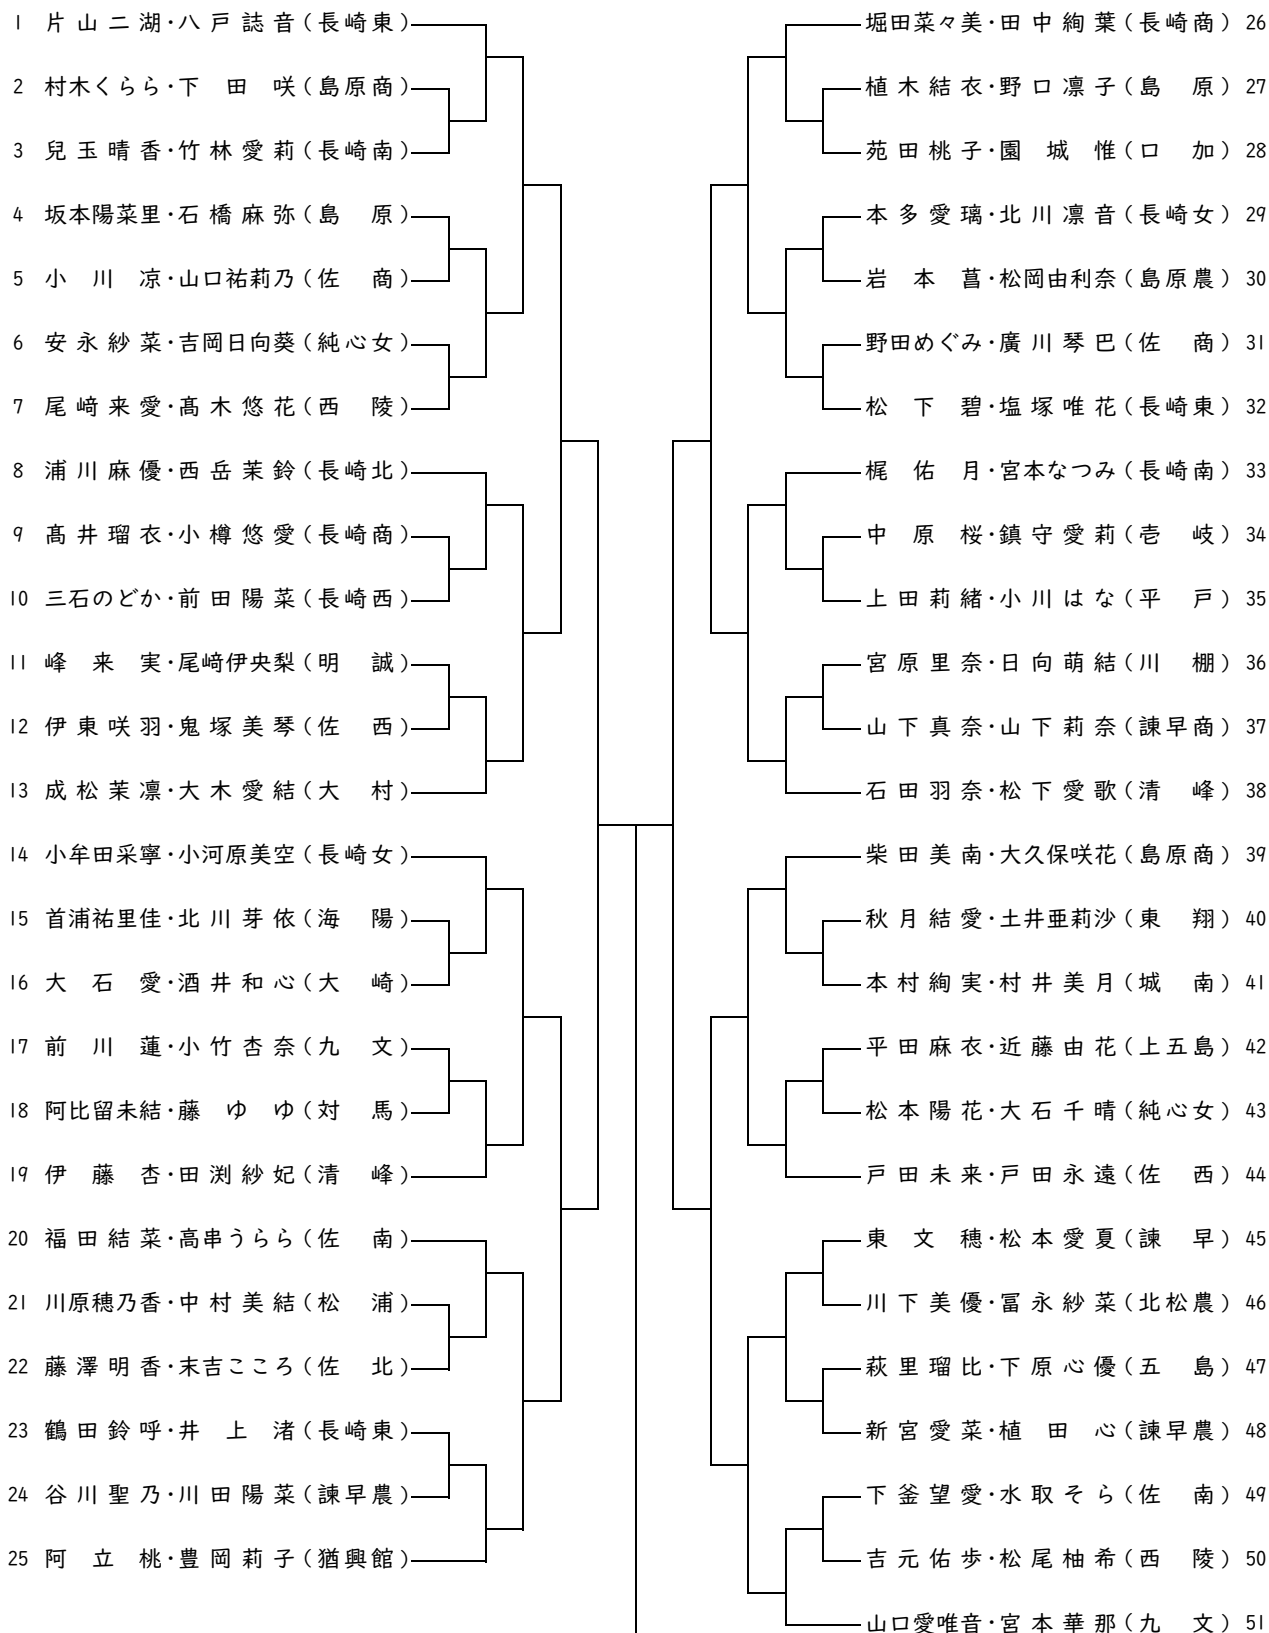 1 片山二湖・八戸誌音(長崎東)
2 村木くらら・下田咲(島原商)
3 兒玉晴香・竹林愛莉(長崎南)
4 坂本陽菜里・石橋麻弥(島原)
5 小川凉・山口祐莉乃(佐商)
6 安永紗菜・吉岡日向葵(純心女)
7 尾﨑来愛・髙木悠花(西陵)
8 浦川麻優・西岳茉鈴(長崎北)
9 髙井瑠衣・小樽悠愛(長崎商)
10 三石のどか・前田陽菜(長崎西)
11 峰来実・尾﨑伊央梨(明誠)
12 伊東咲羽・鬼塚美琴(佐西)
13 成松茉凛・大木愛結(大村)
14 小牟田采寧・小河原美空(長崎女)
15 首浦祐里佳・北川芽依(海陽)
16 大石愛・酒井和心(大崎)
17 前川蓮・小竹杏奈(九文)
18 阿比留未結・藤ゆゆ(対馬)
19 伊藤杏・田渕紗妃(清峰)
20 福田結菜・高串うらら(佐南)
21 川原穂乃香・中村美結(松浦)
22 藤澤明香・末吉こころ(佐北)
23 鶴田鈴呼・井上渚(長崎東)
24 谷川聖乃・川田陽菜(諫早農)
25 阿立桃・豊岡莉子(猶興館)
堀田菜々美・田中絢葉(長崎商) 26
植木結衣・野口凛子(島原) 27
苑田桃子・園城惟(口加) 28
本多愛璃・北川凛音(長崎女) 29
岩本菖・松岡由利奈(島原農) 30
野田めぐみ・廣川琴巴(佐商) 31
松下碧・塩塚唯花(長崎東) 32
梶佑月・宮本なつみ(長崎南) 33
中原桜・鎮守愛莉(壱岐) 34
上田莉緒・小川はな(平戸) 35
宮原里奈・日向萌結(川棚) 36
山下真奈・山下莉奈(諫早商) 37
石田羽奈・松下愛歌(清峰) 38
柴田美南・大久保咲花(島原商) 39
秋月結愛・土井亜莉沙(東翔) 40
本村絢実・村井美月(城南) 41
平田麻衣・近藤由花(上五島) 42
松本陽花・大石千晴(純心女) 43
戸田未来・戸田永遠(佐西) 44
東文穂・松本愛夏(諫早) 45
川下美優・冨永紗菜(北松農) 46
萩里瑠比・下原心優(五島) 47
新宮愛菜・植田心(諫早農) 48
下釜望愛・水取そら(佐南) 49
吉元佑歩・松尾柚希(西陵) 50
山口愛唯音・宮本華那(九文) 51